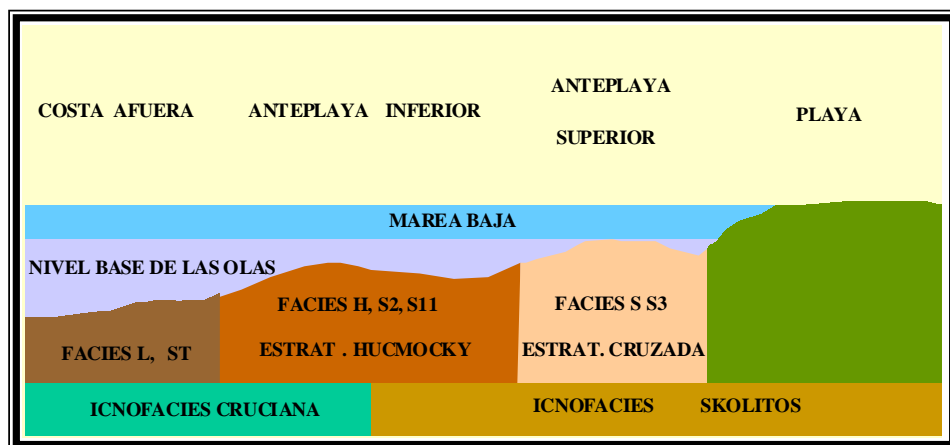 COSTA AFUERA
ANTEPLAYA INFERIOR
ANTEPLAYA
SUPERIOR
PLAYA
MAREA BAJA
NIVEL BASE DE LAS OLAS
FACIES L, ST
FACIES H, S2, S11
ESTRAT . HUCMOCKY
FACIES S S3
ESTRAT. CRUZADA
ICNOFACIES CRUCIANA
ICNOFACIES SKOLITOS